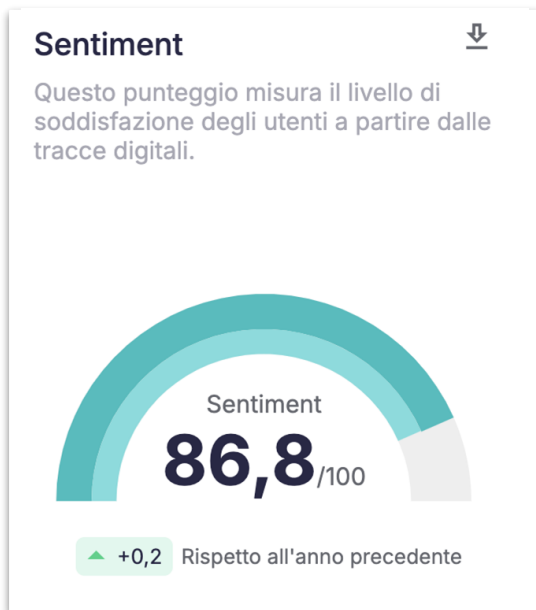 Sentiment
Questo punteggio misura il livello di
soddisfazione degli utenti a partire dalle
tracce digitali.
Sentiment
86,8/100
+0,2 Rispetto all'anno precedente